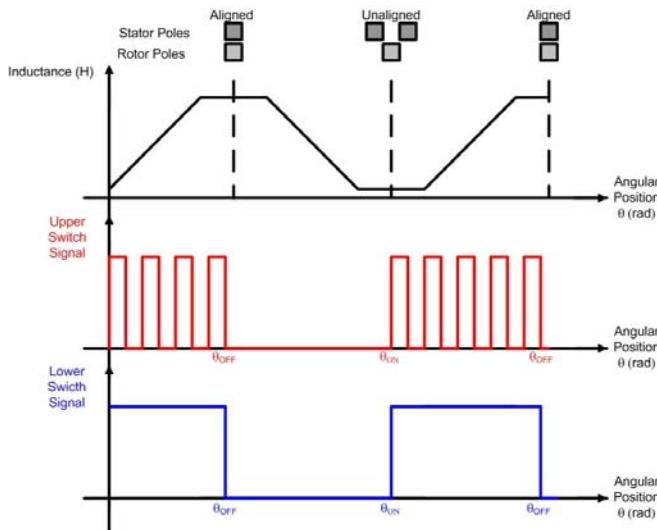 Aligned
Unaligned
Aligned
Stator Poles
Rotor Poles
Inductance (H)
Angular
Position
θ (rad)
Upper
Switch
Signal
θOFF
θON
θOFF
Angular
Position
θ (rad)
Lower
Swicth
Signal
θOFF
θON
θOFF
Angular
Position
θ (rad)